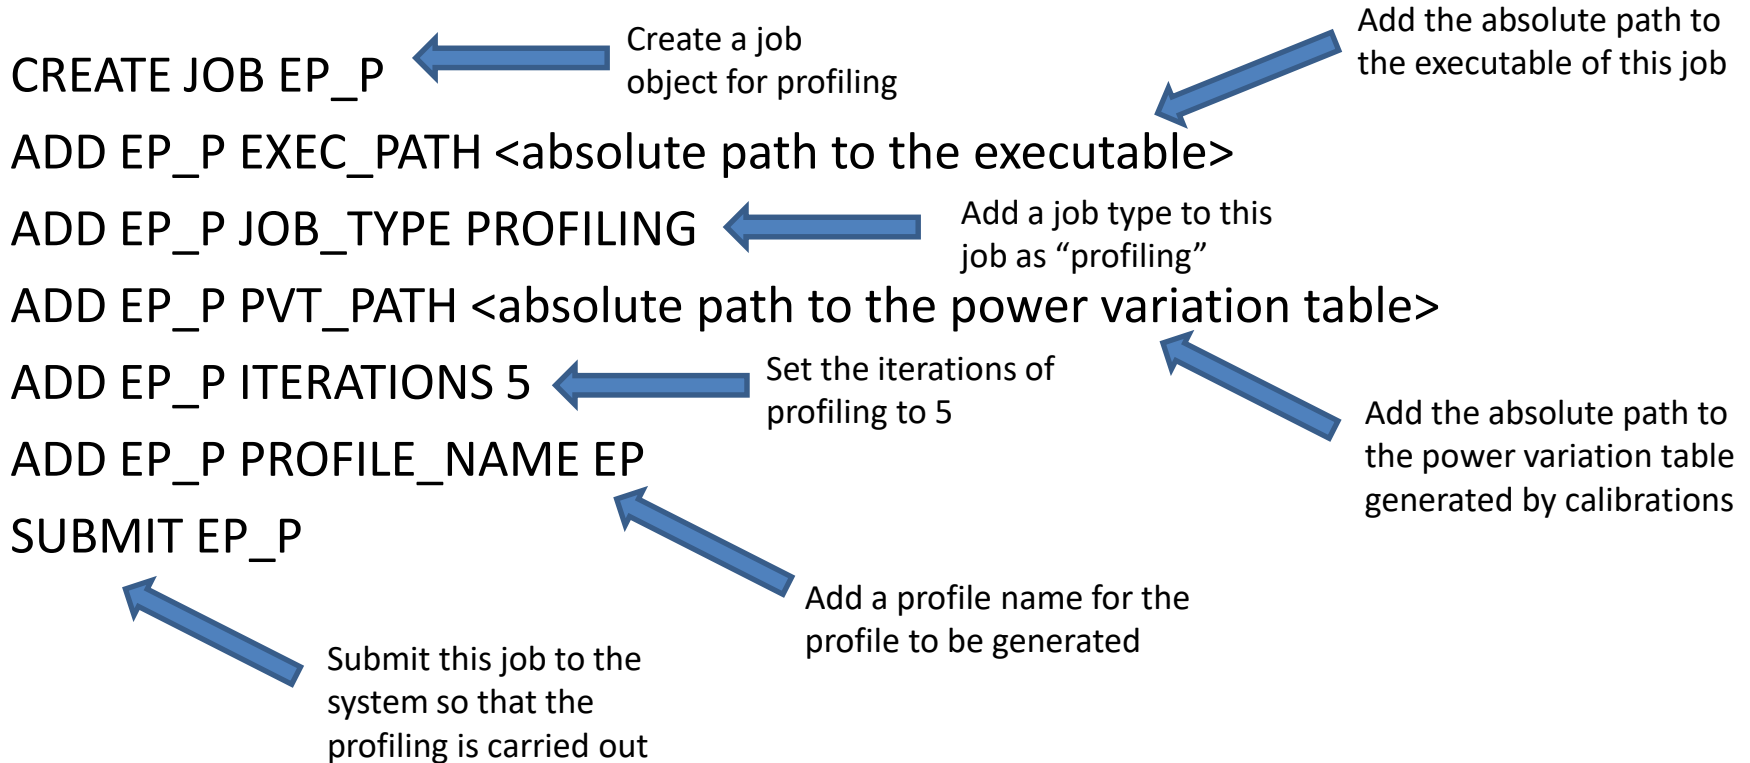 CREATE JOB EP_P
Create a job
object for profiling
Add the absolute path to
the executable of this job
ADD EP_P EXEC_PATH <absolute path to the executable>
ADD EP_P JOB_TYPE PROFILING
Add a job type to this
job as “profiling”
ADD EP_P PVT_PATH <absolute path to the power variation table>
ADD EP_P ITERATIONS 5
Set the iterations of
profiling to 5
Add the absolute path to
the power variation table
generated by calibrations
ADD EP_P PROFILE_NAME EP
SUBMIT EP_P
Add a profile name for the
profile to be generated
Submit this job to the
system so that the
profiling is carried out